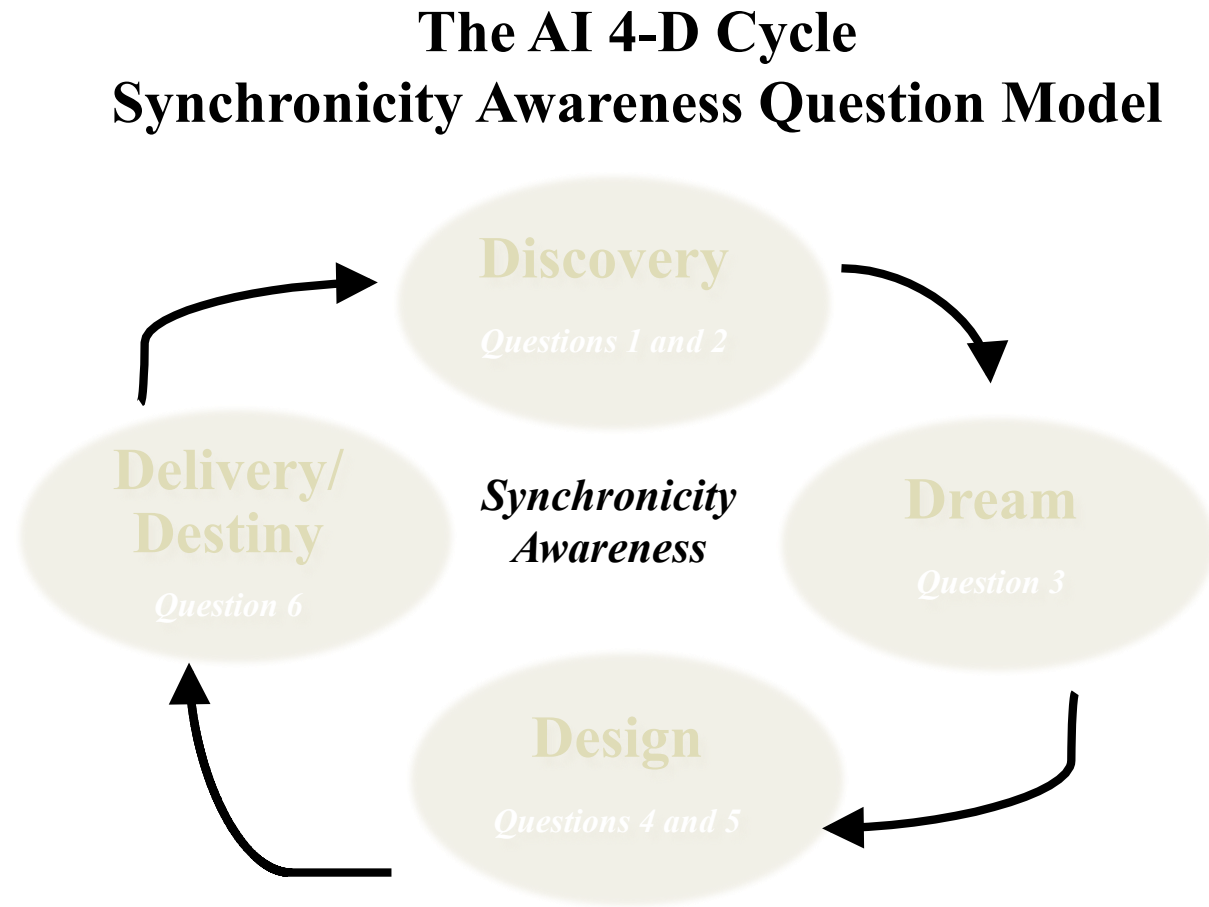 The AI 4-D Cycle
Synchronicity Awareness Question Model
Discovery
Questions 1 and 2
Delivery/
Destiny
Question 6
Synchronicity
Awareness
Dream
Question 3
Design
Questions 4 and 5